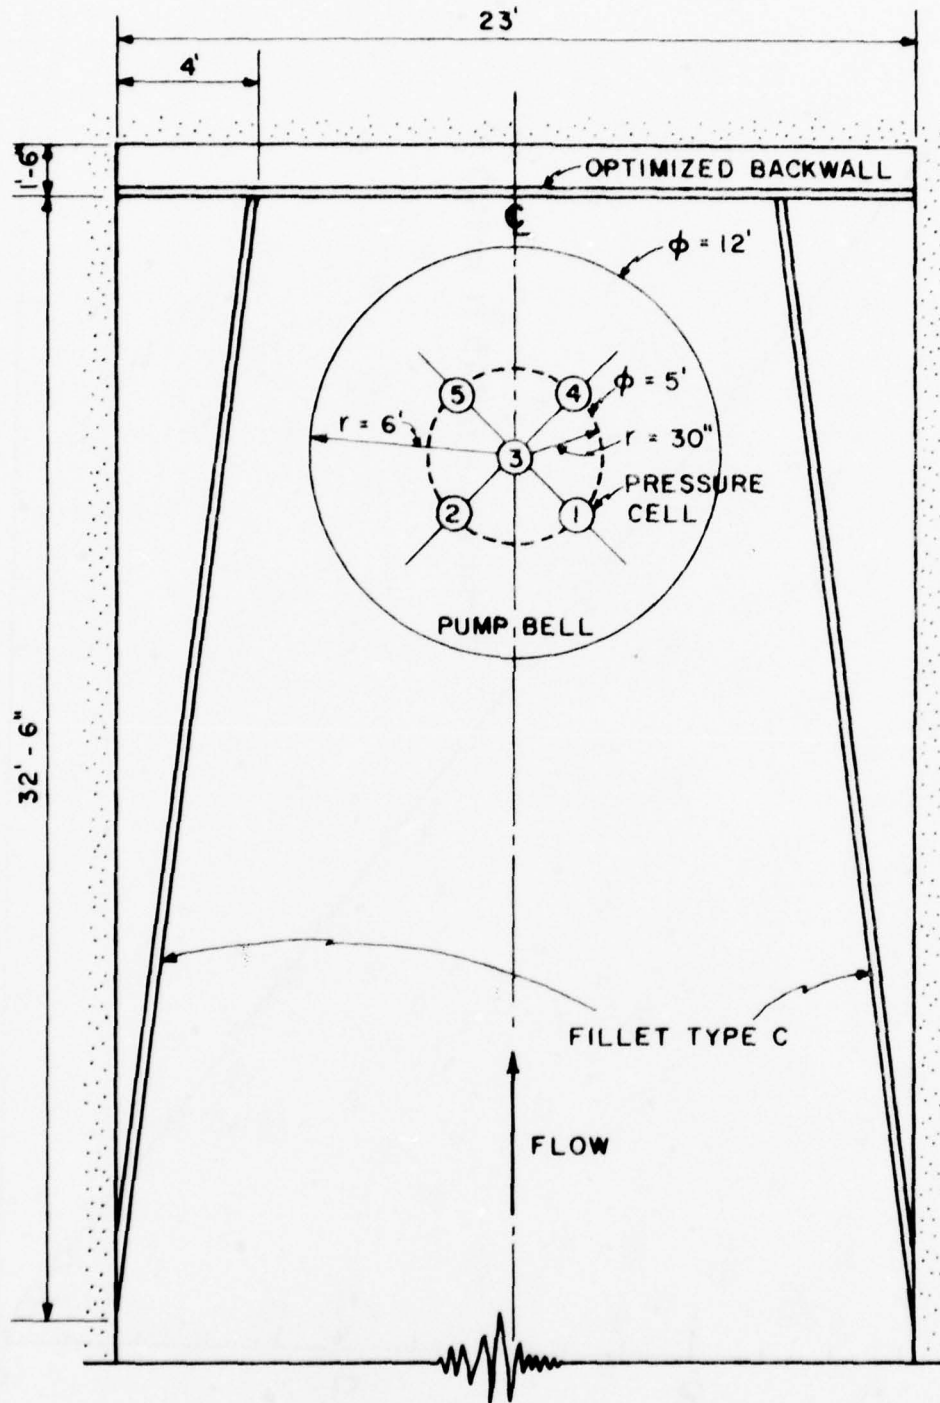 23'
4'
1'-6"
OPTIMIZED BACKWALL
℄
ϕ = 12'
5
4
ϕ = 5'
r = 6'
3
r = 30"
PRESSURE
CELL
2
1
PUMP BELL
32' - 6"
FILLET TYPE C
FLOW